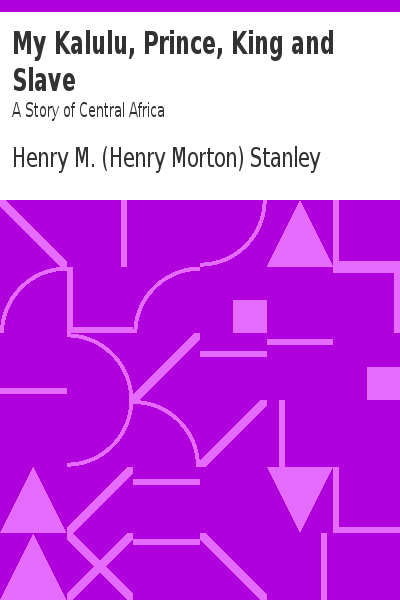 My Kalulu, Prince, King and
Slave
A Story of Central Africa
Henry M. (Henry Morton) Stanley